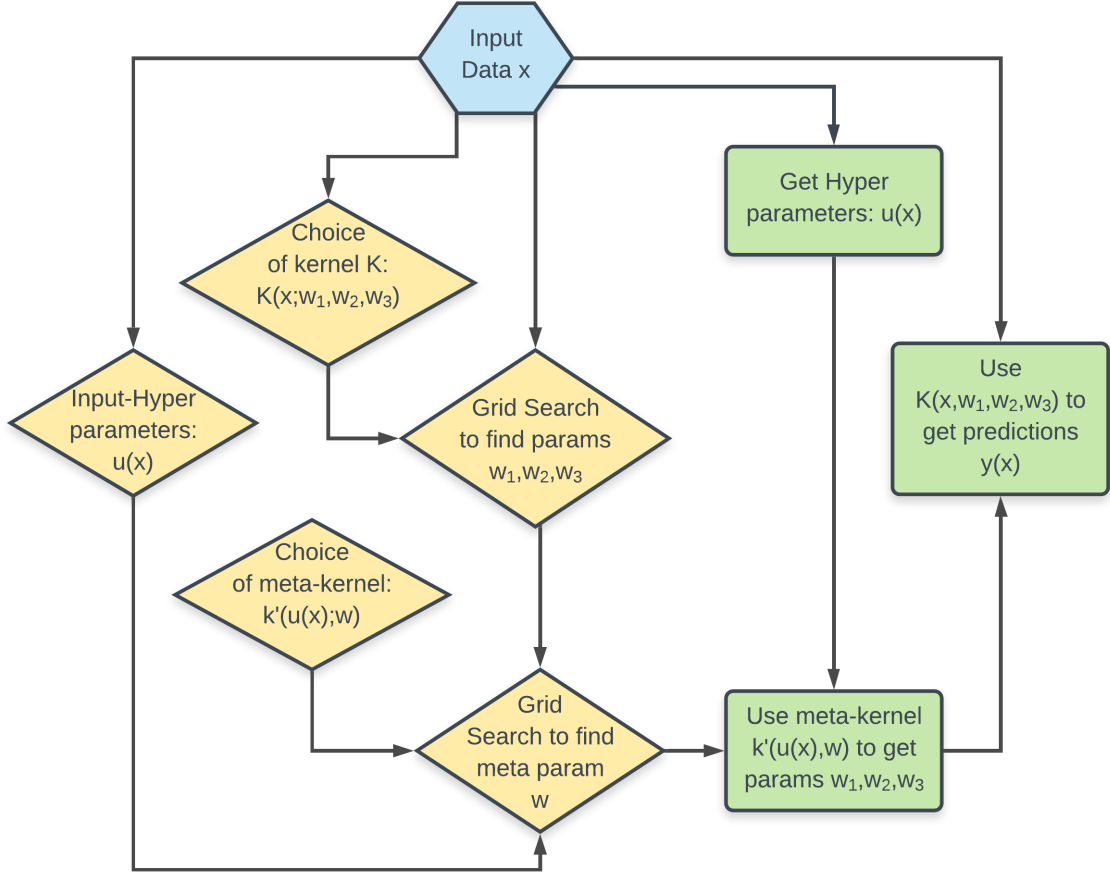 Input
Data x
Get Hyper
parameters: u(x)
Choice
of kernel K:
K(x;w₁,w₂,w₃)
Use
K(x,w₁,w₂,w₃) to
get predictions
y(x)
Input-Hyper
parameters:
u(x)
Grid Search
to find params
w₁,w₂,w₃
Choice
of meta-kernel:
k'(u(x);w)
Grid
Search to find
meta param
w
Use meta-kernel
k'(u(x),w) to get
params w₁,w₂,w₃